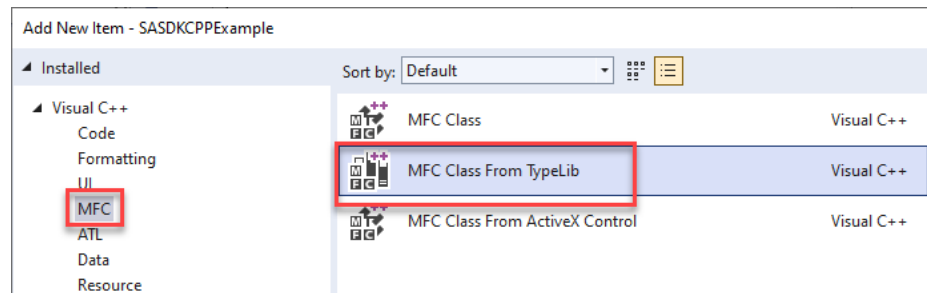 Add New Item - SASDKCPPExample
Installed
Sort by: Default
Visual C++
Code
Formatting
UI
MFC
ATL
Data
Resource
MFC Class Visual C++
MFC Class From TypeLib Visual C++
MFC Class From ActiveX Control Visual C++